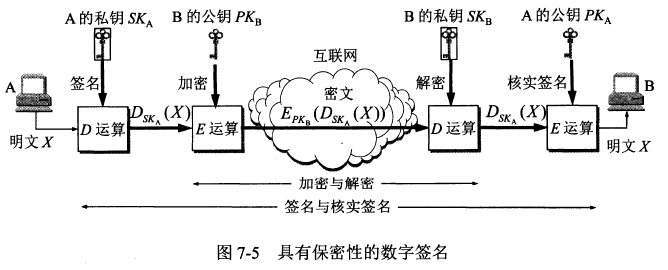 A 的私钥 SK_A
B 的公钥 PK_B
B 的私钥 SK_B
A 的公钥 PK_A
互联网
签名
加密
密文
解密
核实签名
A
B
D 运算
D_{SK_A}(X)
E 运算
E_{PK_B}(D_{SK_A}(X))
D 运算
D_{SK_A}(X)
E 运算
明文 X
明文 X
加密与解密
签名与核实签名
图 7-5 具有保密性的数字签名